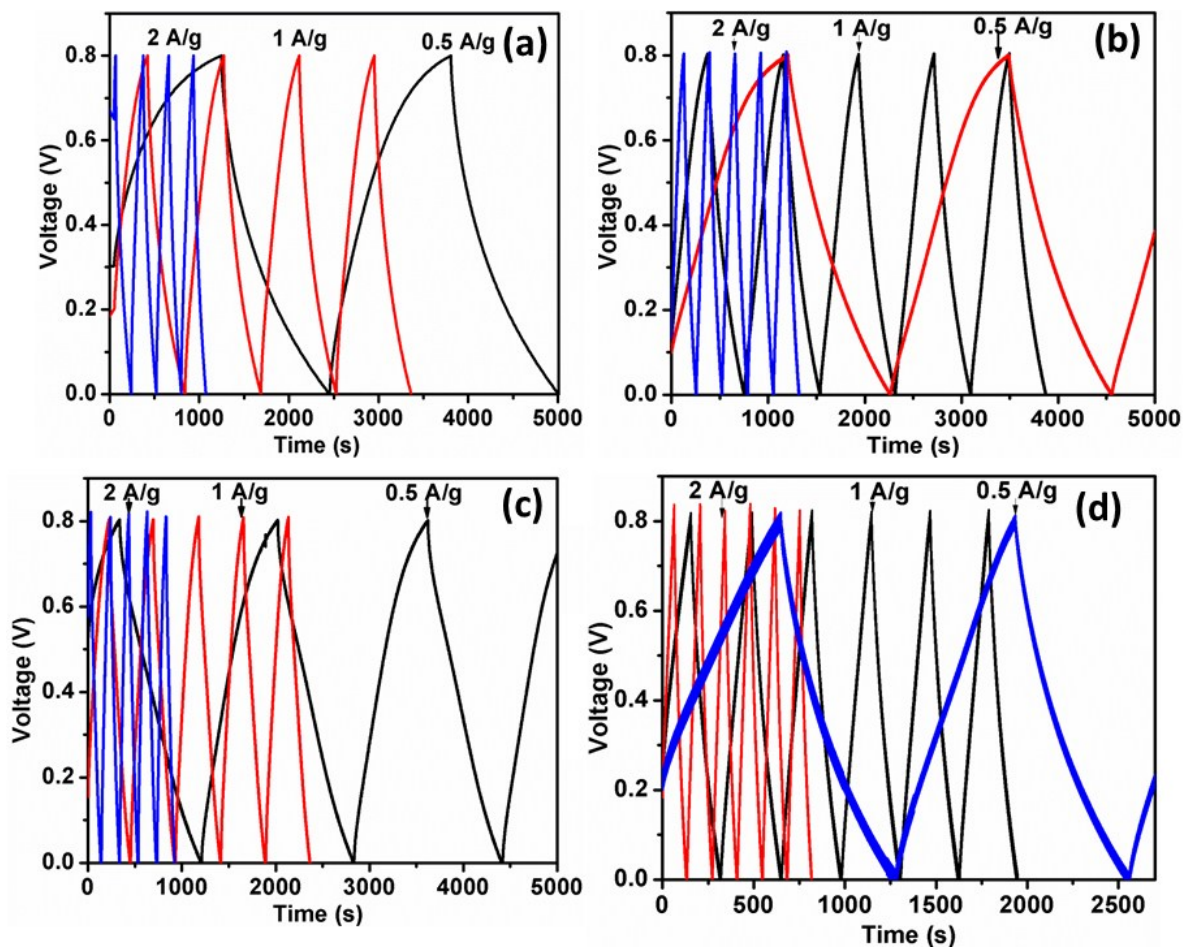 2 A/g 1 A/g 0.5 A/g (a)
0.8
0.6
0.4
0.2
0.0
Voltage (V)
0 1000 2000 3000 4000 5000
Time (s)
2 A/g 1 A/g 0.5 A/g (b)
0.8
0.6
0.4
0.2
0.0
Voltage (V)
0 1000 2000 3000 4000 5000
Time (s)
2 A/g 1 A/g 0.5 A/g (c)
0.8
0.6
0.4
0.2
0.0
Voltage (V)
0 1000 2000 3000 4000 5000
Time (s)
2 A/g 1 A/g 0.5 A/g (d)
0.8
0.6
0.4
0.2
0.0
Voltage (V)
0 500 1000 1500 2000 2500
Time (s)